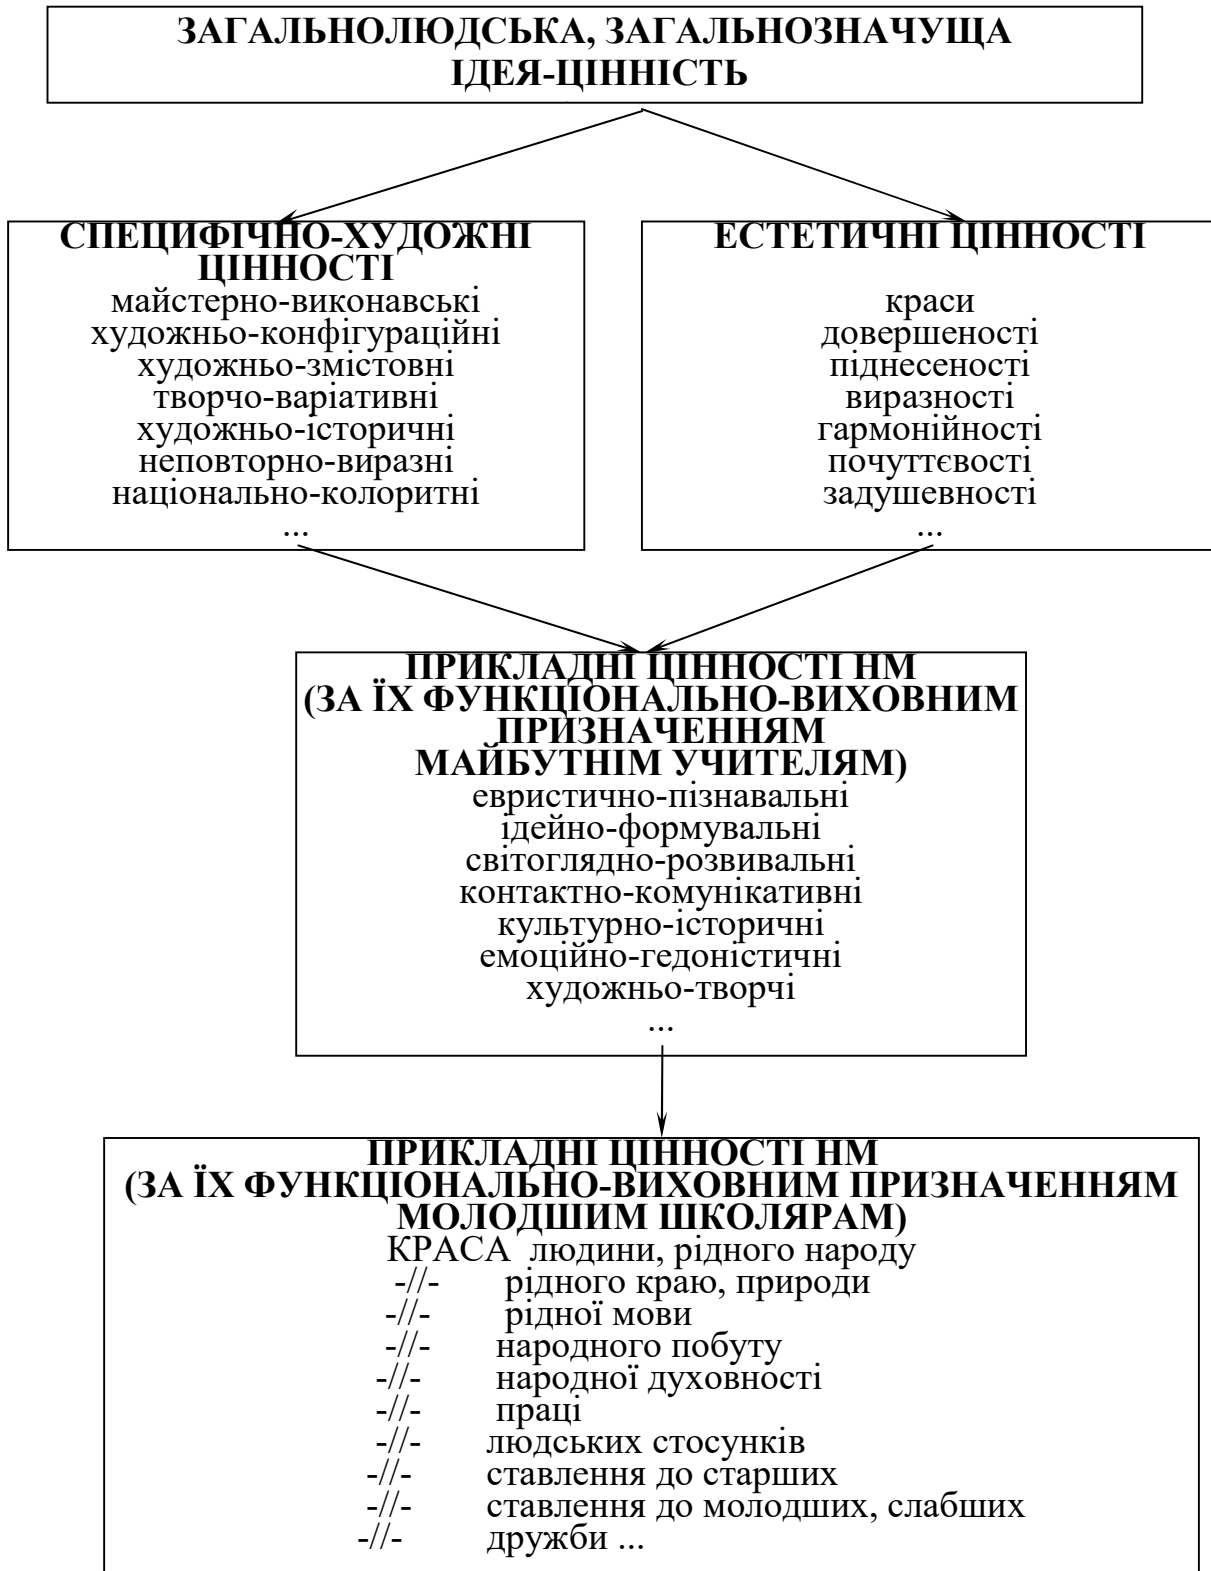 ЗАГАЛЬНОЛЮДСЬКА, ЗАГАЛЬНОЗНАЧУЩА
ІДЕЯ-ЦІННІСТЬ
СПЕЦИФІЧНО-ХУДОЖНІ
ЦІННОСТІ
майстерно-виконавські
художньо-конфігураційні
художньо-змістовні
творчо-варіативні
художньо-історичні
неповторно-виразні
національно-колоритні
...
ЕСТЕТИЧНІ ЦІННОСТІ
краси
довершеності
піднесеності
виразності
гармонійності
почуттєвості
задушевності
...
ПРИКЛАДНІ ЦІННОСТІ НМ
(ЗА ЇХ ФУНКЦІОНАЛЬНО-ВИХОВНИМ
ПРИЗНАЧЕННЯМ
МАЙБУТНІМ УЧИТЕЛЯМ)
евристично-пізнавальні
ідейно-формувальні
світоглядно-розвивальні
контактно-комунікативні
культурно-історичні
емоційно-гедоністичні
художньо-творчі
...
ПРИКЛАДНІ ЦІННОСТІ НМ
(ЗА ЇХ ФУНКЦІОНАЛЬНО-ВИХОВНИМ ПРИЗНАЧЕННЯМ
МОЛОДШИМ ШКОЛЯРАМ)
КРАСА людини, рідного народу
-//- рідного краю, природи
-//- рідної мови
-//- народного побуту
-//- народної духовності
-//- праці
-//- людських стосунків
-//- ставлення до старших
-//- ставлення до молодших, слабших
-//- дружби ...